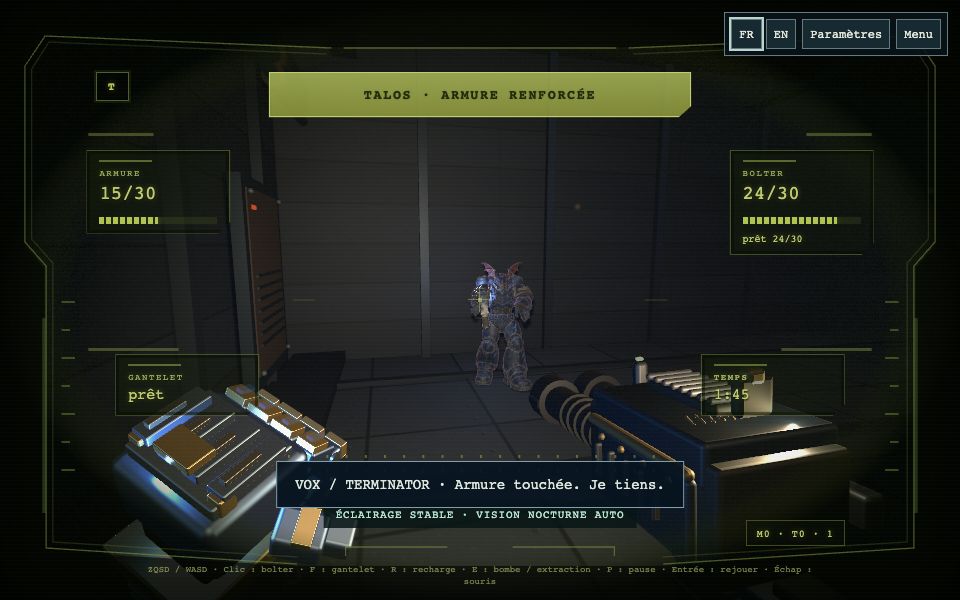 FR EN Paramètres Menu
T
TALOS · ARMURE RENFORCÉE
ARMURE
15/30
BOLTER
24/30
prêt 24/30
GANTELET
prêt
TEMPS
1:45
VOX / TERMINATOR · Armure touchée. Je tiens.
ÉCLAIRAGE STABLE · VISION NOCTURNE AUTO
M0 · T0 · 1
ZQSD / WASD · Clic : bolter · F : gantelet · R : recharge · E : bombe / extraction · P : pause · Entrée : rejouer · Échap :
souris